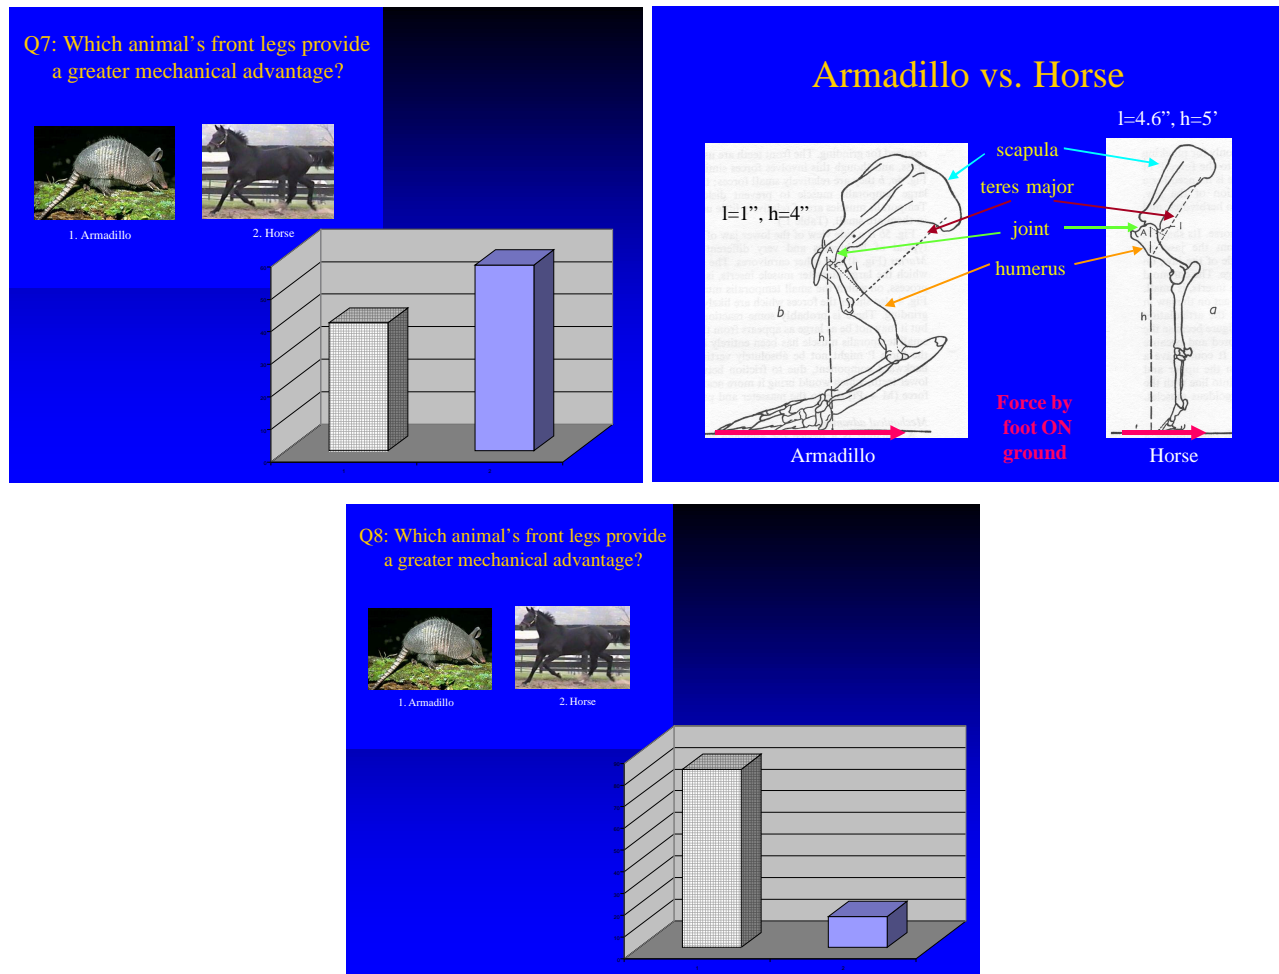 Q7: Which animal’s front legs provide
a greater mechanical advantage?
1. Armadillo
2. Horse
Armadillo vs. Horse
l=4.6”, h=5’
scapula
teres major
l=1”, h=4”
joint
humerus
A
l
b
h
A
l
h
a
Force by
foot ON
ground
Armadillo
Horse
Q8: Which animal’s front legs provide
a greater mechanical advantage?
1. Armadillo
2. Horse